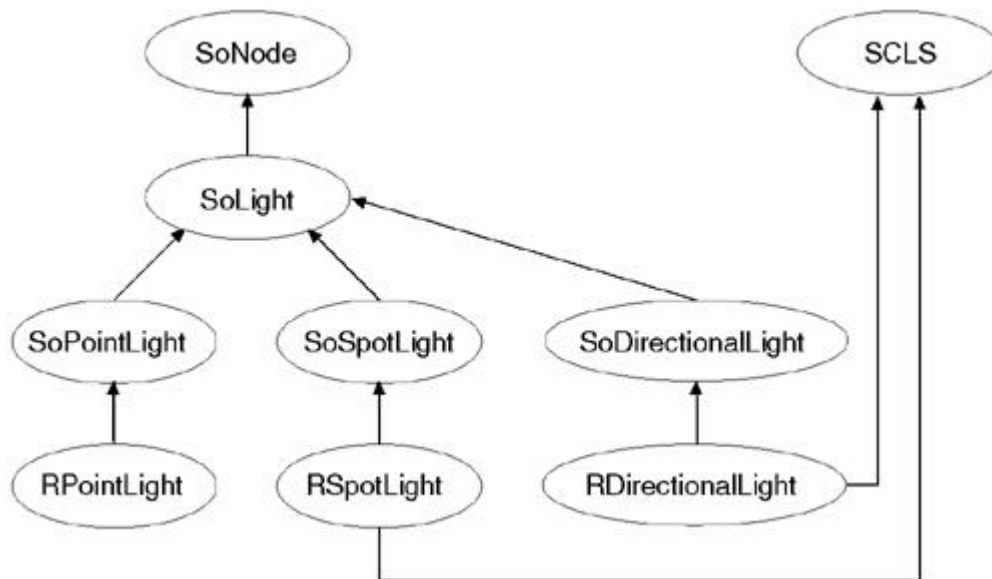 SoNode
SCLS
SoLight
SoPointLight
SoSpotLight
SoDirectionalLight
RPointLight
RSpotLight
RDirectionalLight